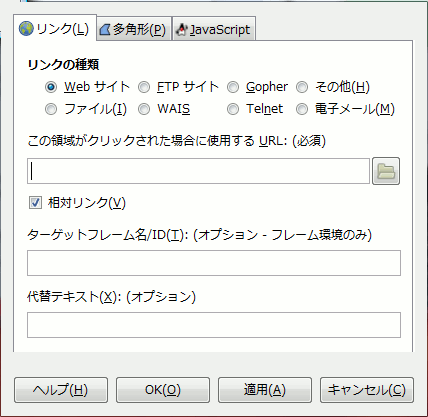 リンク(L) 多角形(P) JavaScript
リンクの種類
Web サイト FTP サイト Gopher その他(H)
ファイル(I) WAIS Telnet 電子メール(M)
この領域がクリックされた場合に使用する URL: (必須)
相対リンク(V)
ターゲットフレーム名/ID(T): (オプション - フレーム環境のみ)
代替テキスト(X): (オプション)
ヘルプ(H) OK(O) 適用(A) キャンセル(C)